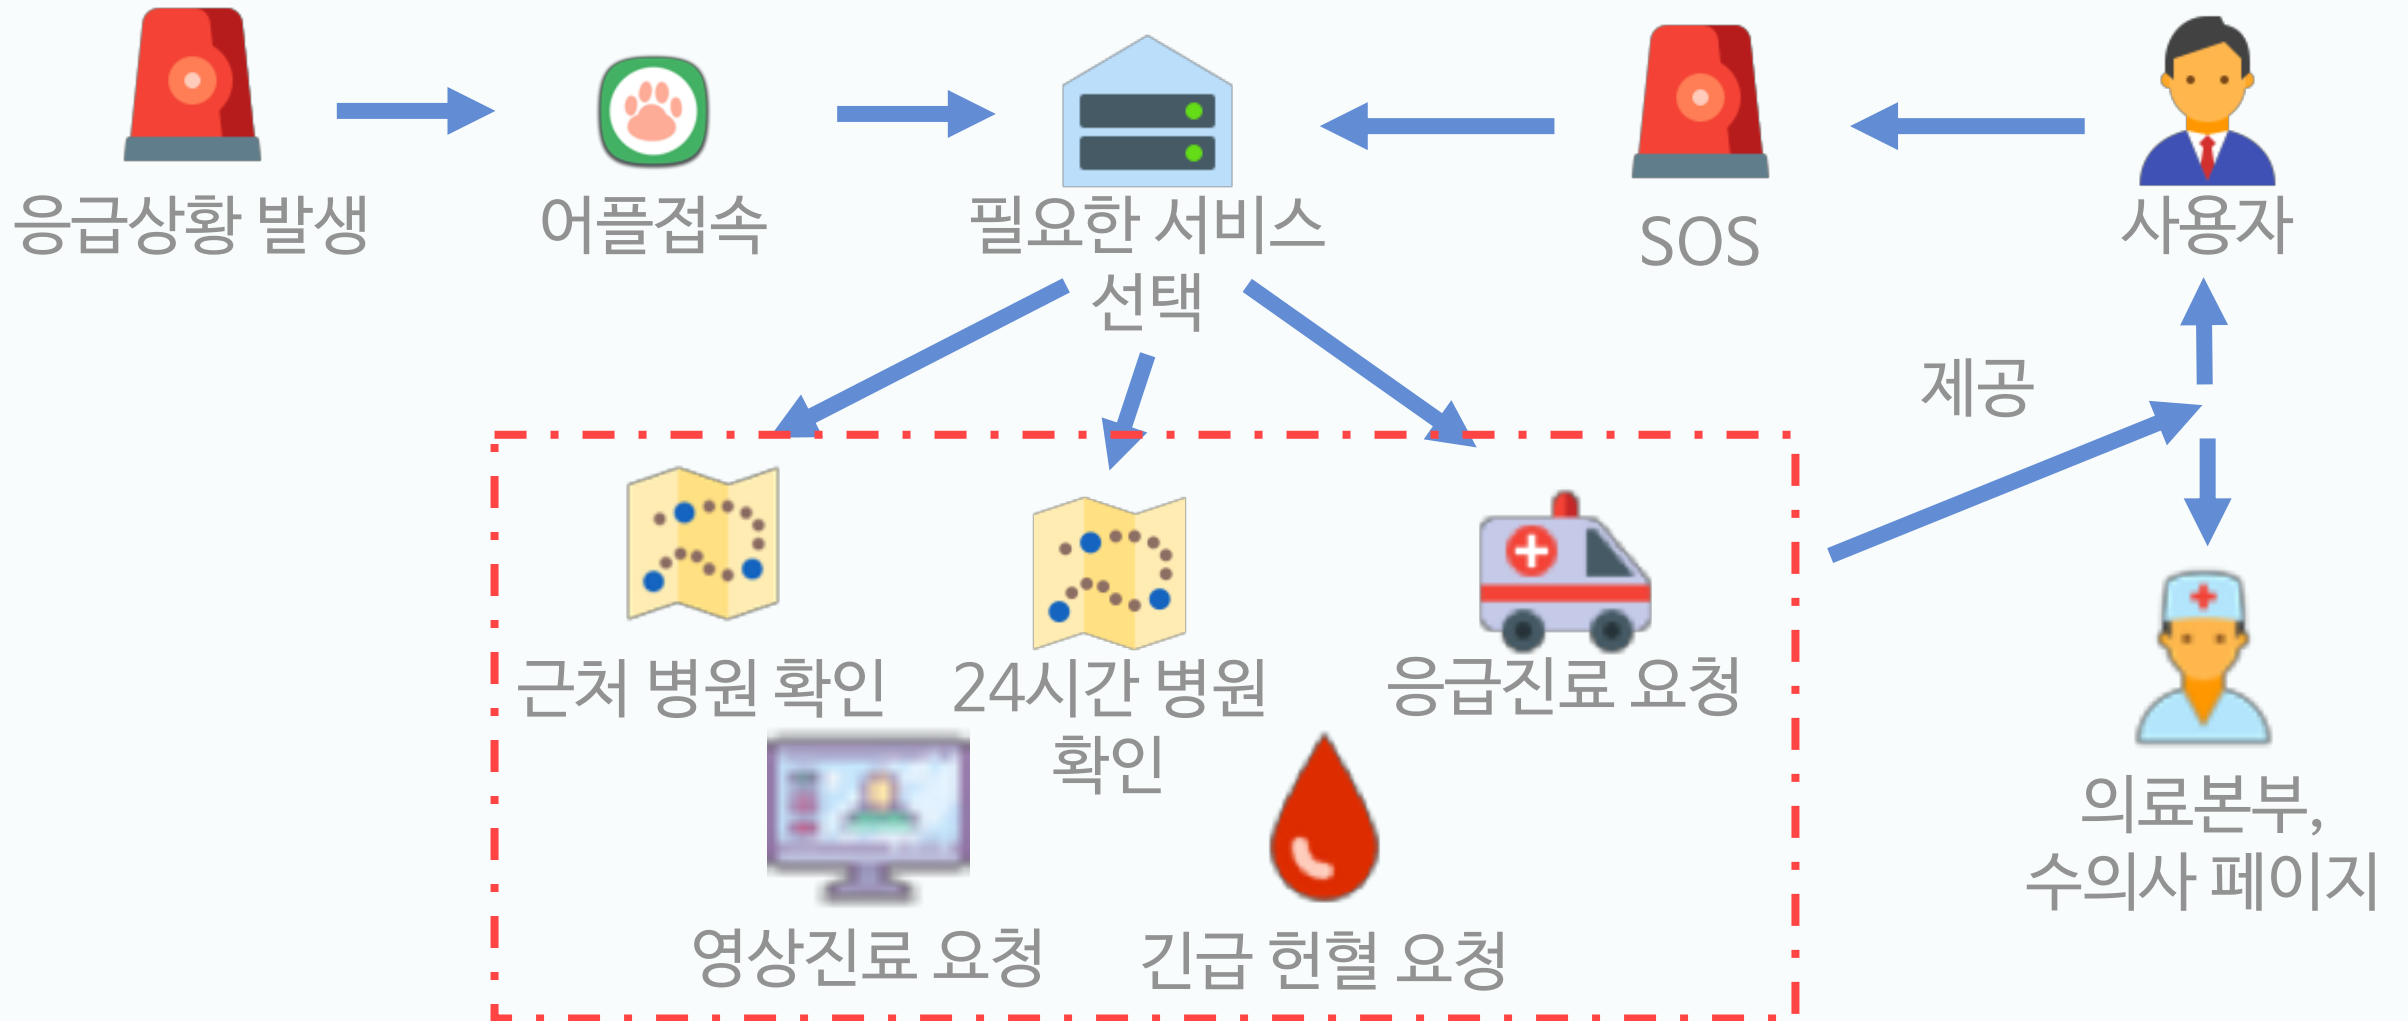 응급상황 발생
어플접속
필요한 서비스
선택
SOS
사용자
제공
근처 병원 확인
24시간 병원
확인
응급진료 요청
영상진료 요청
긴급 헌혈 요청
의료본부,
수의사 페이지